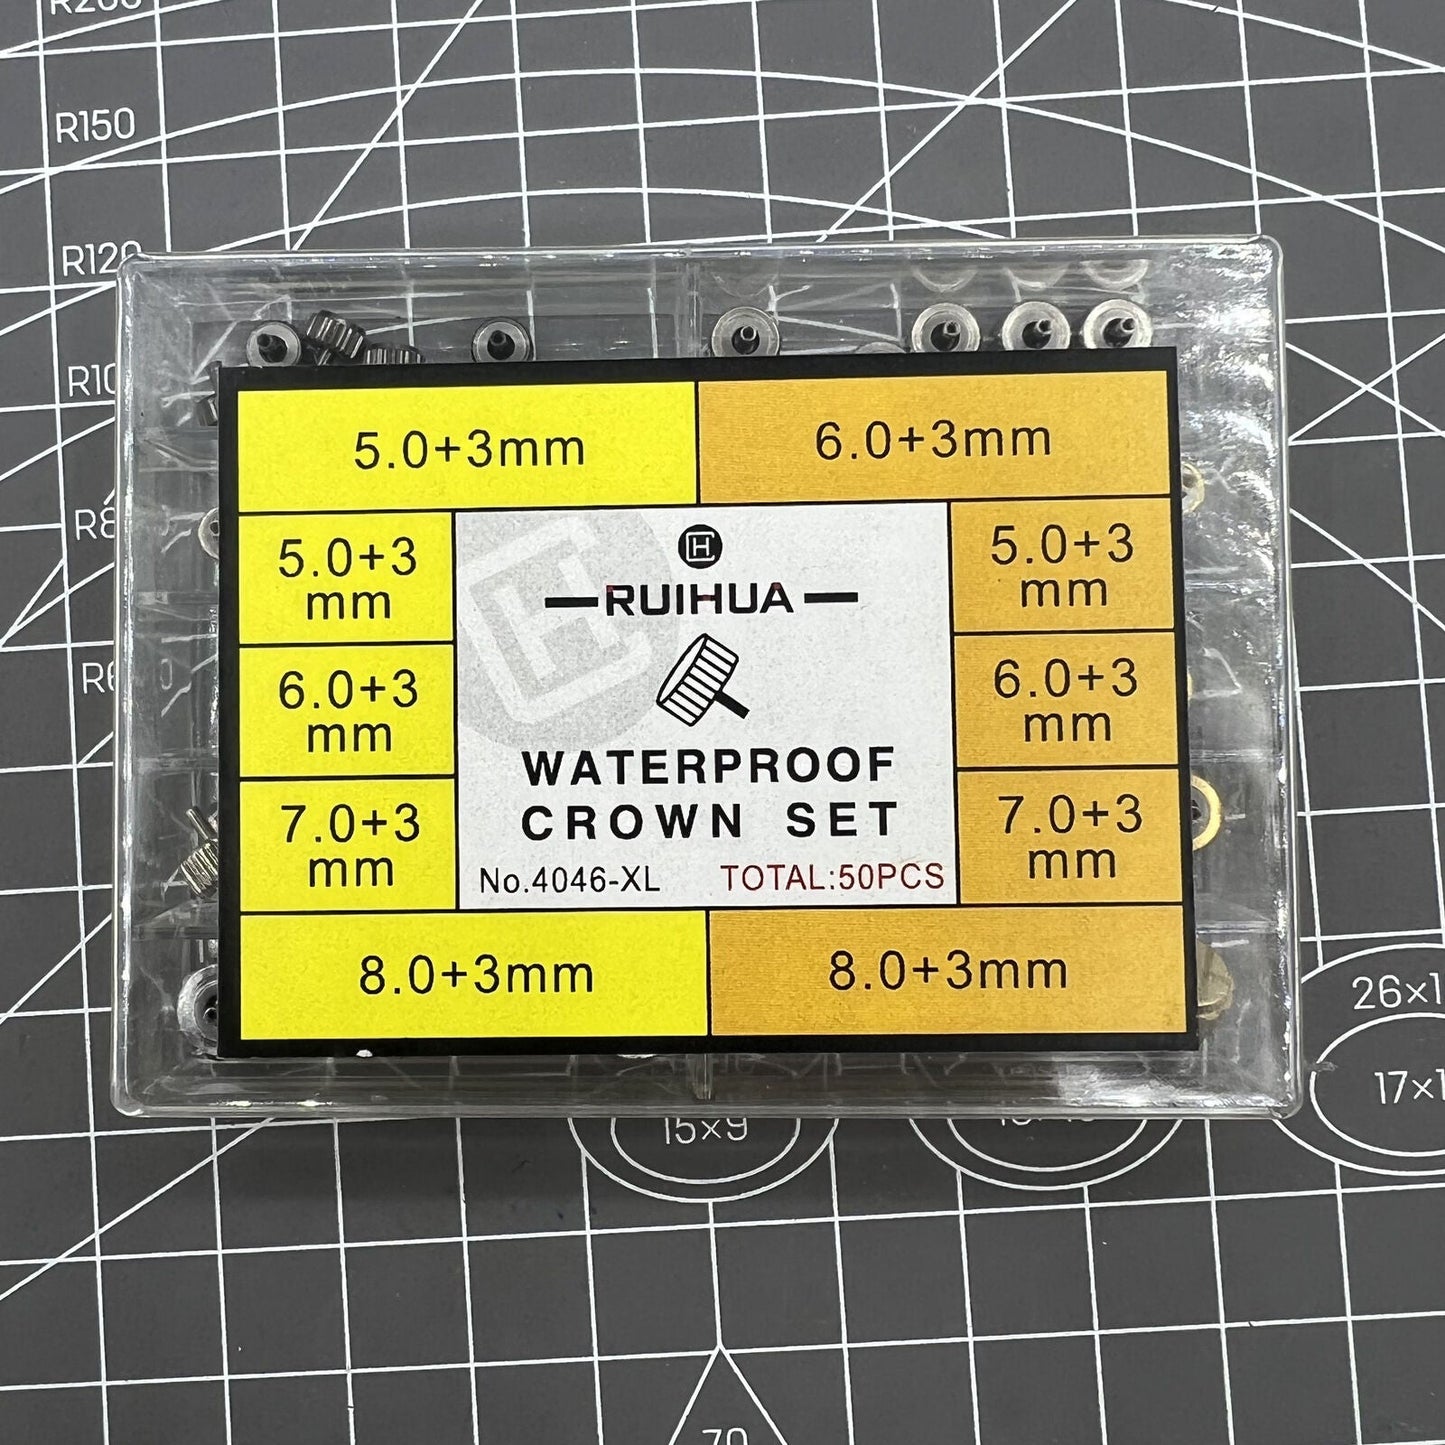 R150
R120
5.0+3mm
6.0+3mm
5.0+3
mm
5.0+3
mm
RUIHUA
6.0+3
mm
6.0+3
mm
WATERPROOF
CROWN SET
7.0+3
mm
7.0+3
mm
No.4046-XL
TOTAL:50PCS
8.0+3mm
8.0+3mm
15×9
70